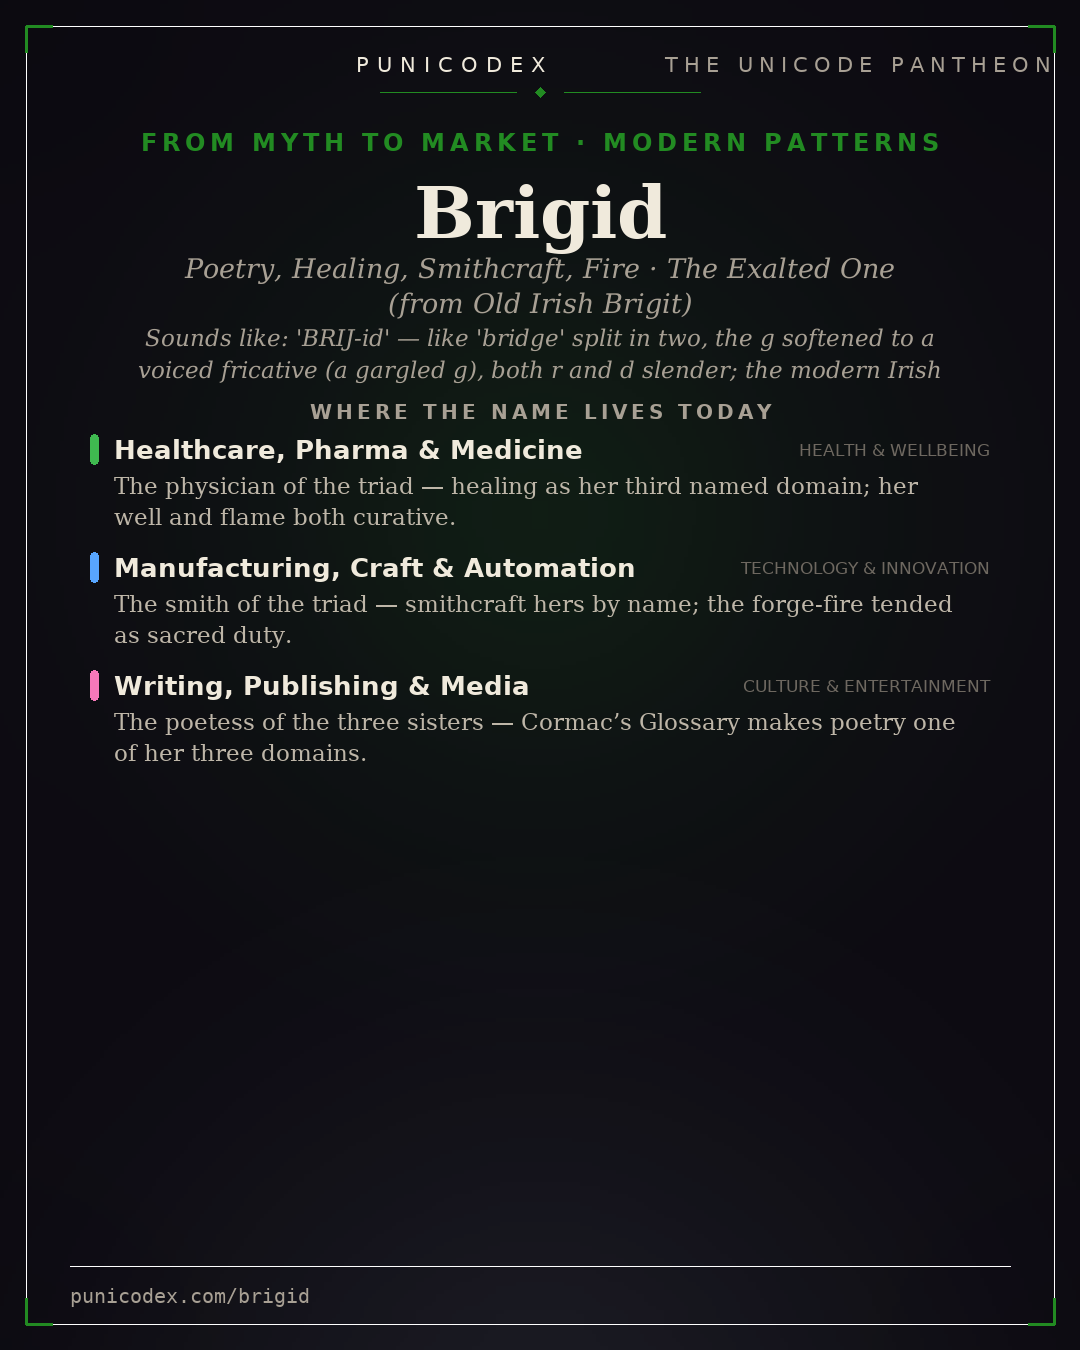 PUNICODEX THE UNICODE PANTHEON
FROM MYTH TO MARKET · MODERN PATTERNS
Brigid
Poetry, Healing, Smithcraft, Fire · The Exalted One
(from Old Irish Brigit)
Sounds like: 'BRIJ-id' — like 'bridge' split in two, the g softened to a
voiced fricative (a gargled g), both r and d slender; the modern Irish
WHERE THE NAME LIVES TODAY
Healthcare, Pharma & Medicine HEALTH & WELLBEING
The physician of the triad — healing as her third named domain; her
well and flame both curative.
Manufacturing, Craft & Automation TECHNOLOGY & INNOVATION
The smith of the triad — smithcraft hers by name; the forge-fire tended
as sacred duty.
Writing, Publishing & Media CULTURE & ENTERTAINMENT
The poetess of the three sisters — Cormac’s Glossary makes poetry one
of her three domains.
punicodex.com/brigid